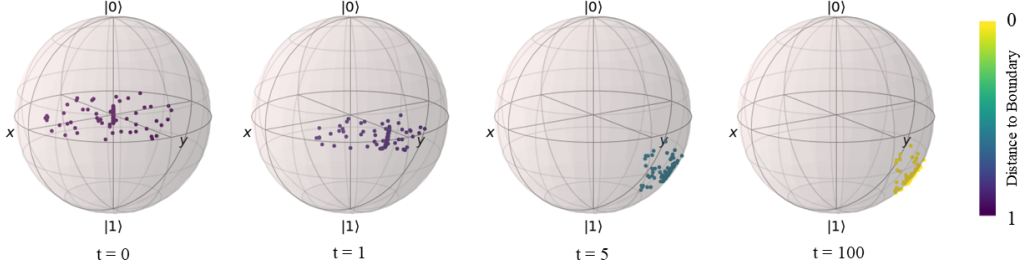 |0⟩ |0⟩ |0⟩ |0⟩ 0
x y x y x y x y
Distance to Boundary
|1⟩ |1⟩ |1⟩ |1⟩ 1
t = 0 t = 1 t = 5 t = 100